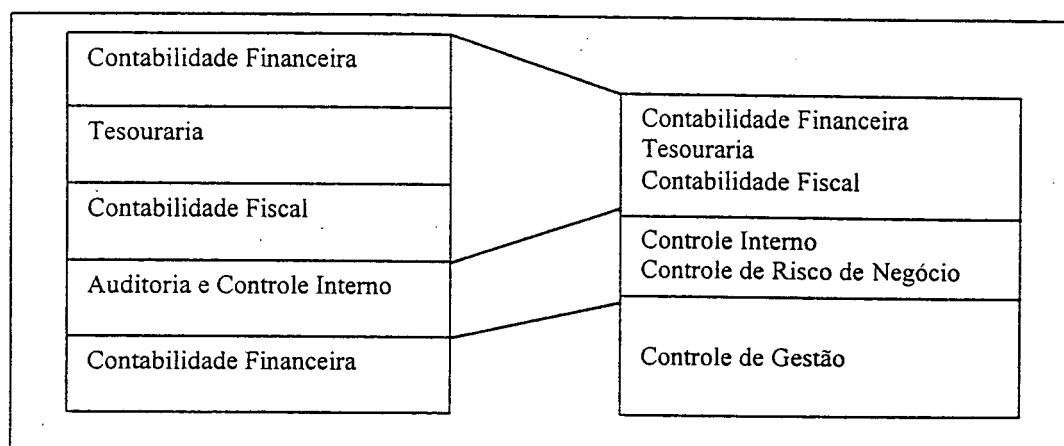 Contabilidade Financeira
Tesouraria
Contabilidade Fiscal
Auditoria e Controle Interno
Contabilidade Financeira
Contabilidade Financeira
Tesouraria
Contabilidade Fiscal
Controle Interno
Controle de Risco de Negócio
Controle de Gestão